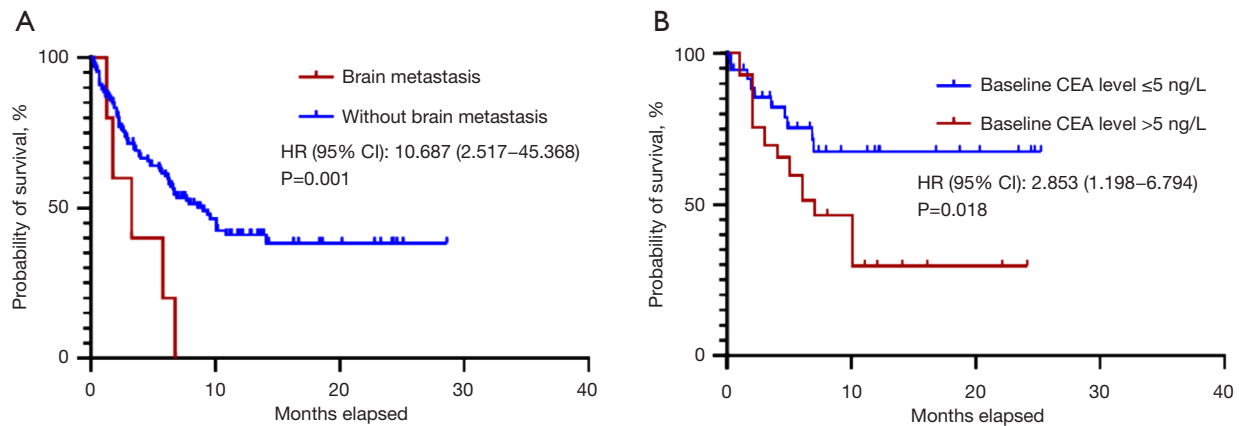 A
Probability of survival, %
100
50
0
Brain metastasis
Without brain metastasis
HR (95% CI): 10.687 (2.517–45.368)
P=0.001
0 10 20 30 40
Months elapsed
B
Probability of survival, %
100
50
0
Baseline CEA level ≤5 ng/L
Baseline CEA level >5 ng/L
HR (95% CI): 2.853 (1.198–6.794)
P=0.018
0 10 20 30 40
Months elapsed